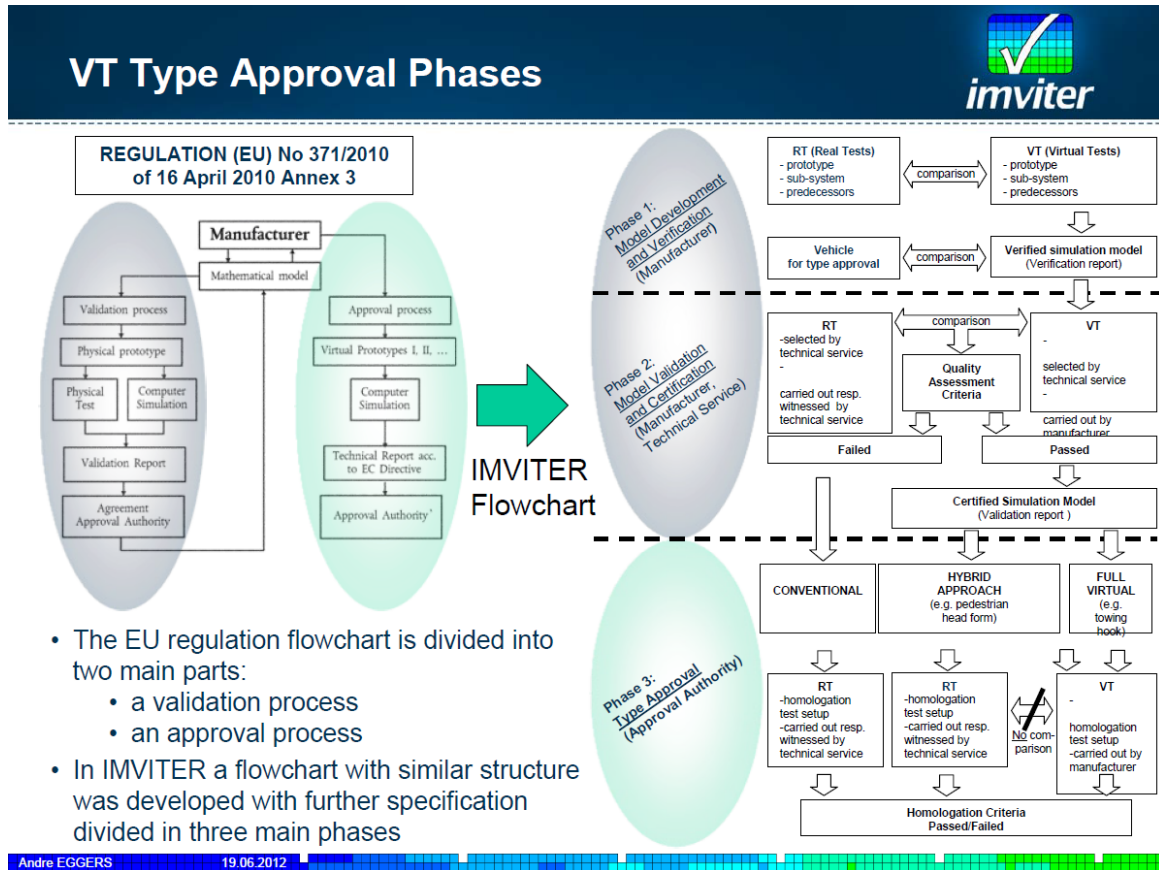 VT Type Approval Phases
imviter
REGULATION (EU) No 371/2010
of 16 April 2010 Annex 3
Manufacturer
Mathematical model
Validation process
Physical prototype
Physical
Test
Computer
Simulation
Validation Report
Agreement
Approval Authority
Approval process
Virtual Prototypes I, II, ...
Computer
Simulation
Technical Report acc.
to EC Directive
Approval Authority*
IMVITER
Flowchart
• The EU regulation flowchart is divided into
two main parts:
• a validation process
• an approval process
• In IMVITER a flowchart with similar structure
was developed with further specification
divided in three main phases
Phase 1:
Model Development
and Verification
(Manufacturer)
RT (Real Tests)
- prototype
- sub-system
- predecessors
comparison
VT (Virtual Tests)
- prototype
- sub-system
- predecessors
Vehicle
for type approval
comparison
Verified simulation model
(Verification report)
Phase 2:
Model Validation
and Certification
(Manufacturer,
Technical Service)
RT
-selected by
technical service
-
carried out resp.
witnessed by
technical service
comparison
Quality
Assessment
Criteria
VT
-
selected by
technical service
-
carried out by
manufacturer
Failed
Passed
Certified Simulation Model
(Validation report )
Phase 3:
Type Approval
(Approval Authority)
CONVENTIONAL
HYBRID
APPROACH
(e.g. pedestrian
head form)
FULL
VIRTUAL
(e.g.
towing
hook)
RT
-homologation
test setup
-carried out resp.
witnessed by
technical service
RT
-homologation
test setup
-carried out resp.
witnessed by
technical service
No com-
parison
VT
-
homologation
test setup
-carried out by
manufacturer
Homologation Criteria
Passed/Failed
Andre EGGERS
19.06.2012